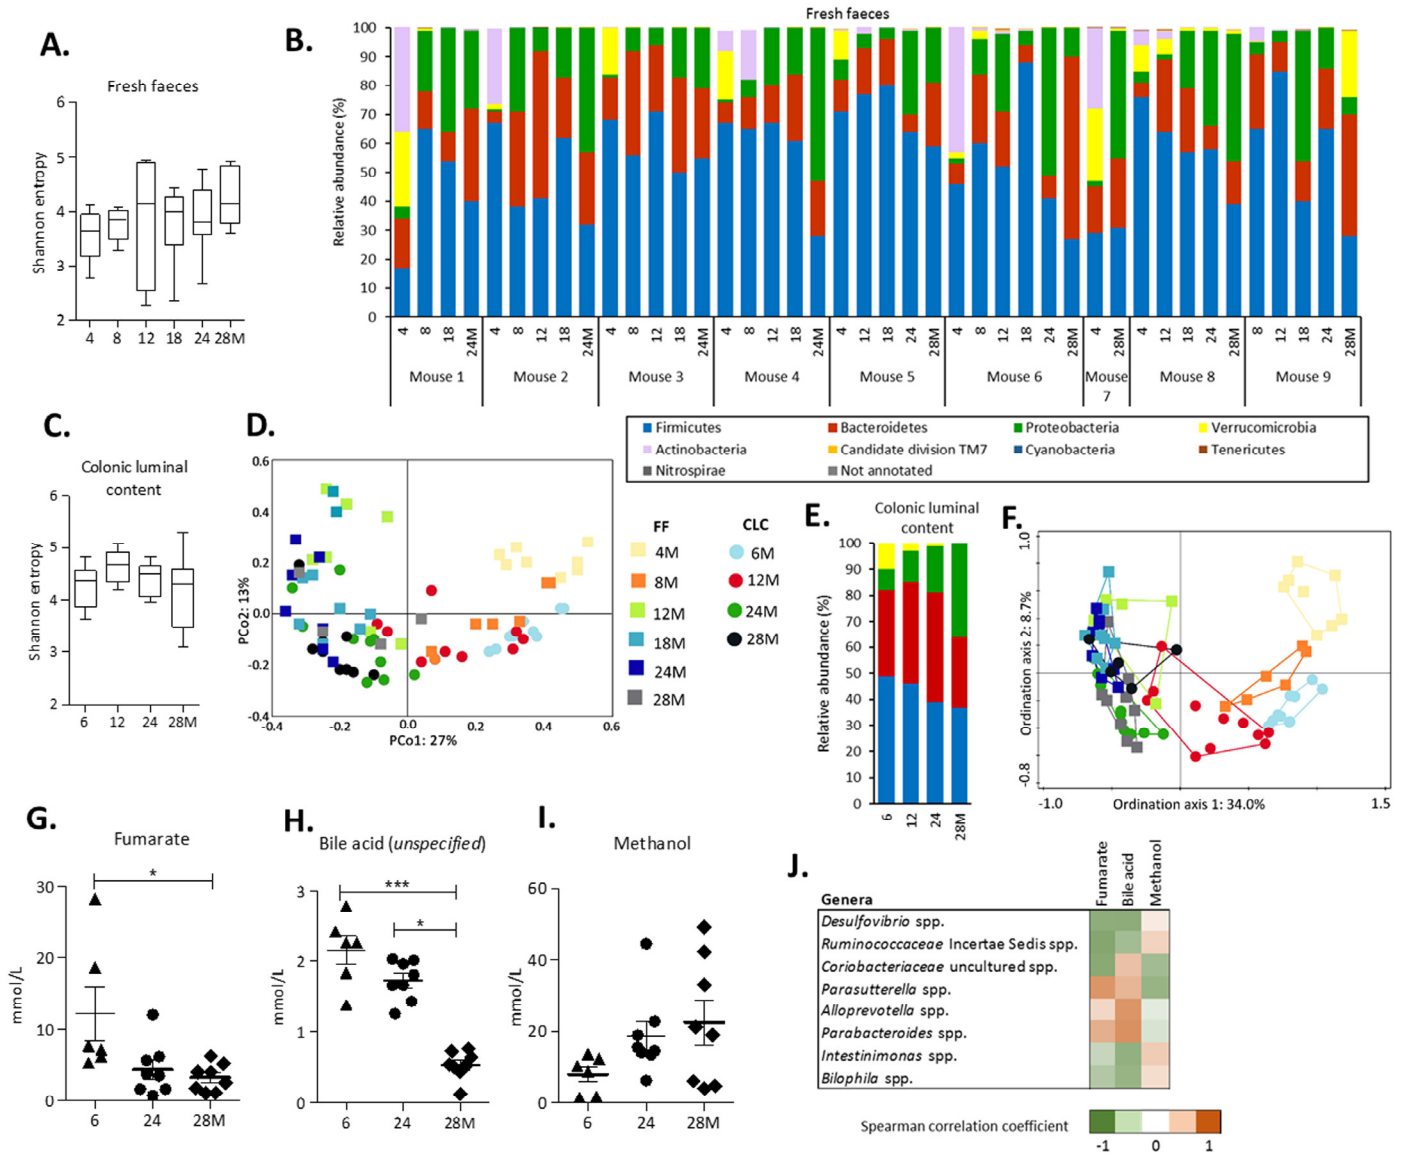 A.
Fresh faeces
Shannon entropy
6
5
4
3
2
4 8 12 18 24 28M
B.
Fresh faeces
Relative abundance (%)
100
90
80
70
60
50
40
30
20
10
0
4 8 18 24M 4 8 12 18 24M 4 8 12 18 24M 4 8 12 18 24M 4 12 18 24 28M 4 8 12 18 24 28M 4 28M 4 12 18 24 28M 8 12 18 24 28M
Mouse 1 Mouse 2 Mouse 3 Mouse 4 Mouse 5 Mouse 6 Mouse 7 Mouse 8 Mouse 9
Firmicutes Bacteroidetes Proteobacteria Verrucomicrobia
Actinobacteria Candidate division TM7 Cyanobacteria Tenericutes
Nitrospirae Not annotated
C.
Colonic luminal
content
Shannon entropy
6
5
4
3
2
6 12 24 28M
D.
PCo2: 13%
0.6
0.4
0.2
0.0
-0.2
-0.4
-0.4 -0.2 0.0 0.2 0.4 0.6
PCo1: 27%
FF CLC
4M 6M
8M 12M
12M 24M
18M 28M
24M
28M
E.
Colonic luminal
content
Relative abundance (%)
100
90
80
70
60
50
40
30
20
10
0
6 12 24 28M
F.
Ordination axis 2: 8.7%
1.0
-0.8
-1.0 Ordination axis 1: 34.0% 1.5
G.
Fumarate
mmol/L
30
20
10
0
*
6 24 28M
H.
Bile acid (unspecified)
mmol/L
3
2
1
0
***
*
6 24 28M
I.
Methanol
mmol/L
60
40
20
0
6 24 28M
J.
Genera Fumarate Bile acid Methanol
Desulfovibrio spp.
Ruminococcaceae Incertae Sedis spp.
Coriobacteriaceae uncultured spp.
Parasutterella spp.
Alloprevotella spp.
Parabacteroides spp.
Intestinimonas spp.
Bilophila spp.
Spearman correlation coefficient
-1 0 1